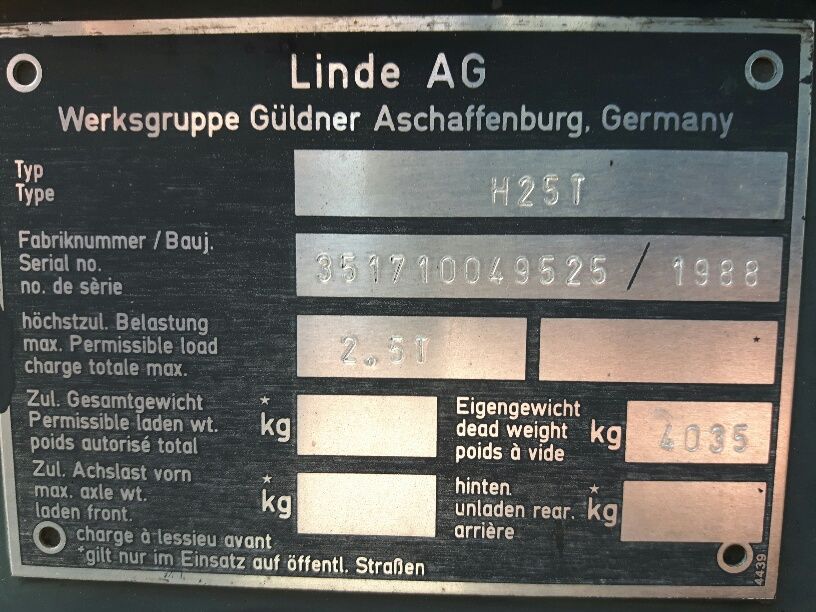 Linde AG
Werksgruppe Güldner Aschaffenburg, Germany
Typ
Type
H25T
Fabriknummer / Bauj.
Serial no.
no. de sèrie
351710049525 / 1988
höchstzul. Belastung
max. Permissible load
charge totale max.
2.5T
*
Zul. Gesamtgewicht
Permissible laden wt.
poids autorisé total
* kg
Eigengewicht
dead weight
poids à vide
kg
4035
Zul. Achslast vorn
max. axle wt.
laden front.
charge à lessieu avant
* kg
hinten
unladen rear.
arrière
* kg
*gilt nur im Einsatz auf öffentl. Straßen
4439